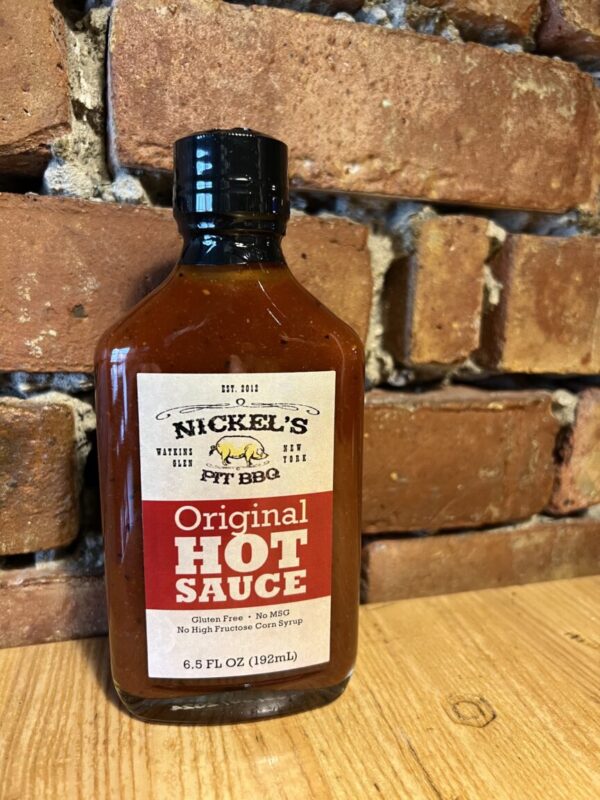 EST. 2012
NICKEL'S
WATKINS GLEN
NEW YORK
PIT BBQ
Original
HOT
SAUCE
Gluten Free • No MSG
No High Fructose Corn Syrup
6.5 FL OZ (192mL)